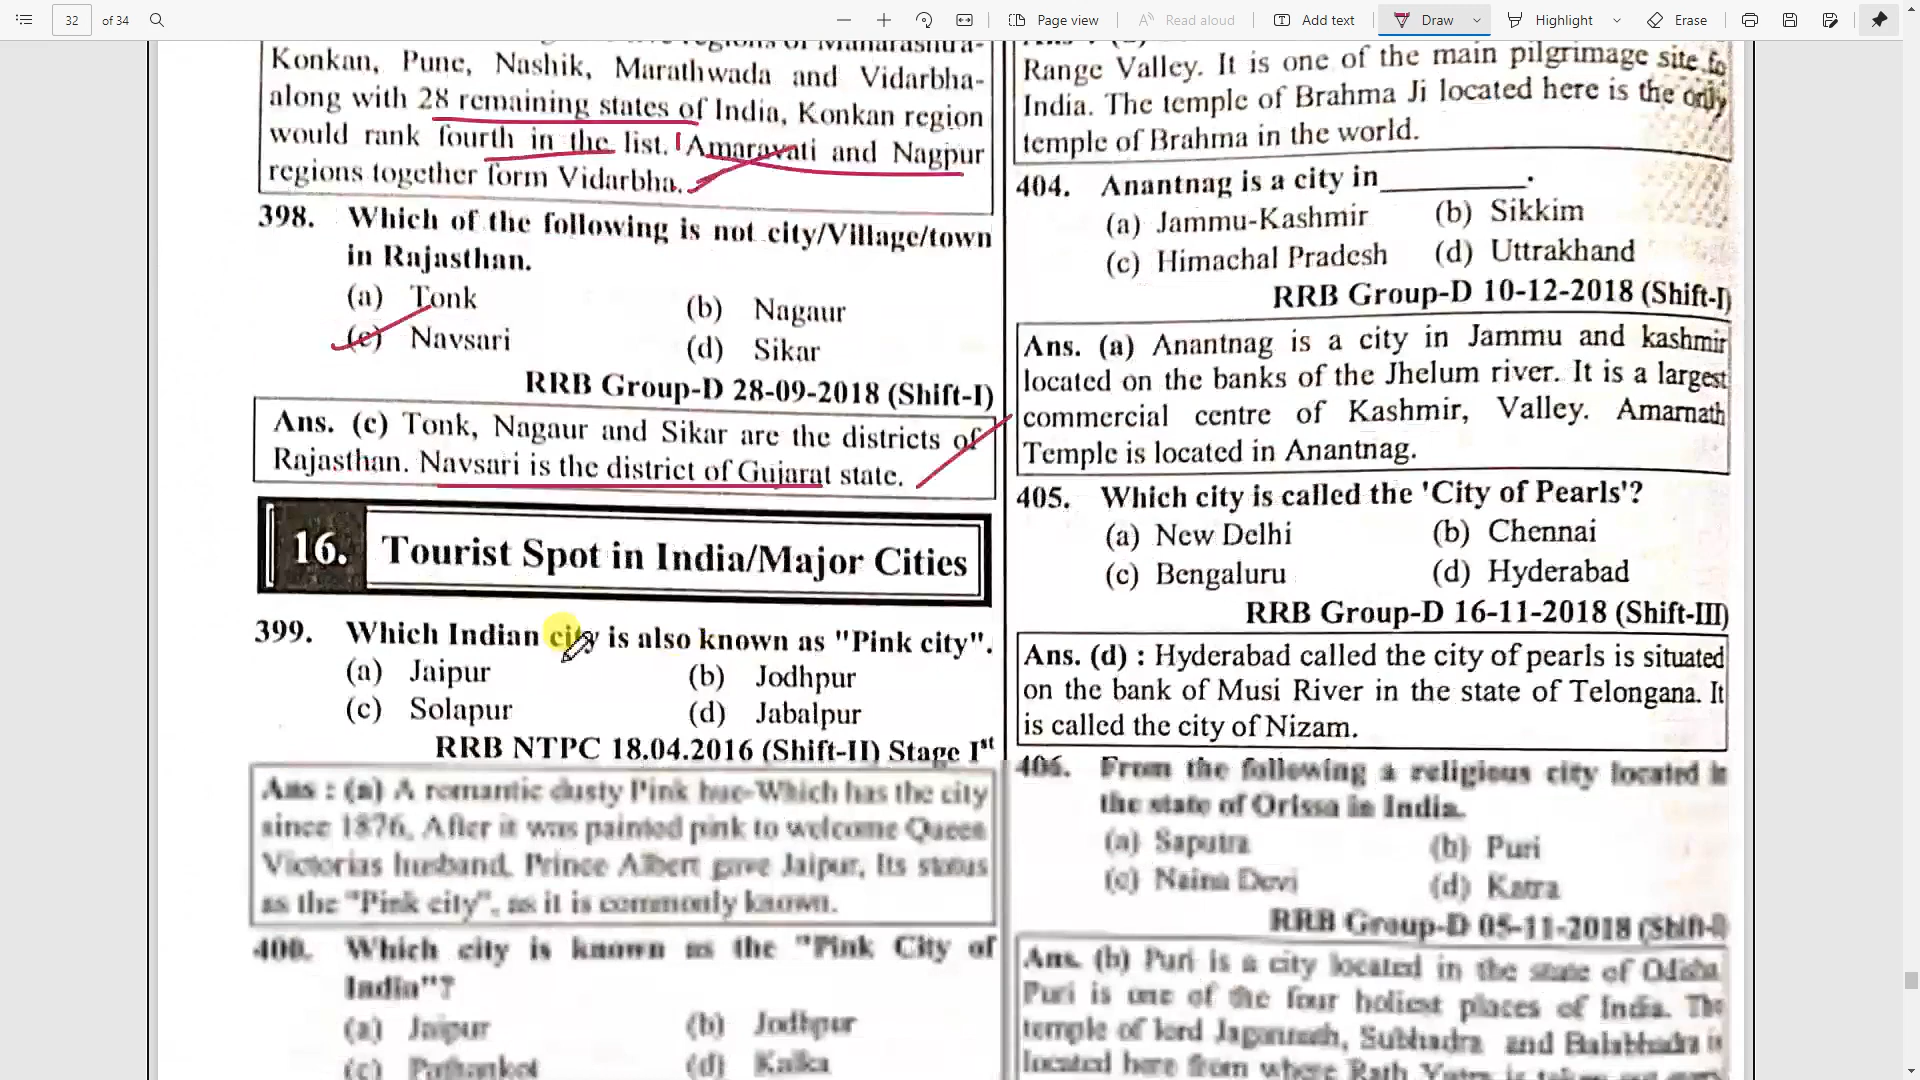 32 of 34
Page view
Read aloud
Add text
Draw
Highlight
Erase
Konkan, Pune, Nashik, Marathwada and Vidarbha-
along with 28 remaining states of India, Konkan region
would rank fourth in the list. Amaravati and Nagpur
regions together form Vidarbha.
398. Which of the following is not city/Village/town
in Rajasthan.
(a) Tonk (b) Nagaur
(c) Navsari (d) Sikar
RRB Group-D 28-09-2018 (Shift-I)
Ans. (c) Tonk, Nagaur and Sikar are the districts of
Rajasthan. Navsari is the district of Gujarat state.
16. Tourist Spot in India/Major Cities
399. Which Indian city is also known as "Pink city".
(a) Jaipur (b) Jodhpur
(c) Solapur (d) Jabalpur
RRB NTPC 18.04.2016 (Shift-II) Stage Ist
Ans : (a) A romantic dusty Pink hue-Which has the city
since 1876, After it was painted pink to welcome Queen
Victorias husband, Prince Albert gave Jaipur, Its status
as the "Pink city", as it is commonly known.
400. Which city is known as the "Pink City of
India"?
(a) Jaipur (b) Jodhpur
(c) Pathankot (d) Kalka
Range Valley. It is one of the main pilgrimage site
India. The temple of Brahma Ji located here is the only
temple of Brahma in the world.
404. Anantnag is a city in_________.
(a) Jammu-Kashmir (b) Sikkim
(c) Himachal Pradesh (d) Uttrakhand
RRB Group-D 10-12-2018 (Shift-I)
Ans. (a) Anantnag is a city in Jammu and kashmir
located on the banks of the Jhelum river. It is a largest
commercial centre of Kashmir, Valley. Amarnath
Temple is located in Anantnag.
405. Which city is called the 'City of Pearls'?
(a) New Delhi (b) Chennai
(c) Bengaluru (d) Hyderabad
RRB Group-D 16-11-2018 (Shift-III)
Ans. (d) : Hyderabad called the city of pearls is situated
on the bank of Musi River in the state of Telongana. It
is called the city of Nizam.
406. From the following a religious city located in
the state of Orissa in India.
(a) Saputra (b) Puri
(c) Naina Devi (d) Katra
RRB Group-D 05-11-2018
Ans. (b) Puri is a city located in the state of Odisha.
Puri is one of the four holiest places of India. The
temple of lord Jagannath, Subhadra and Balabhadra is
located here from where Rath Yatra is taken out